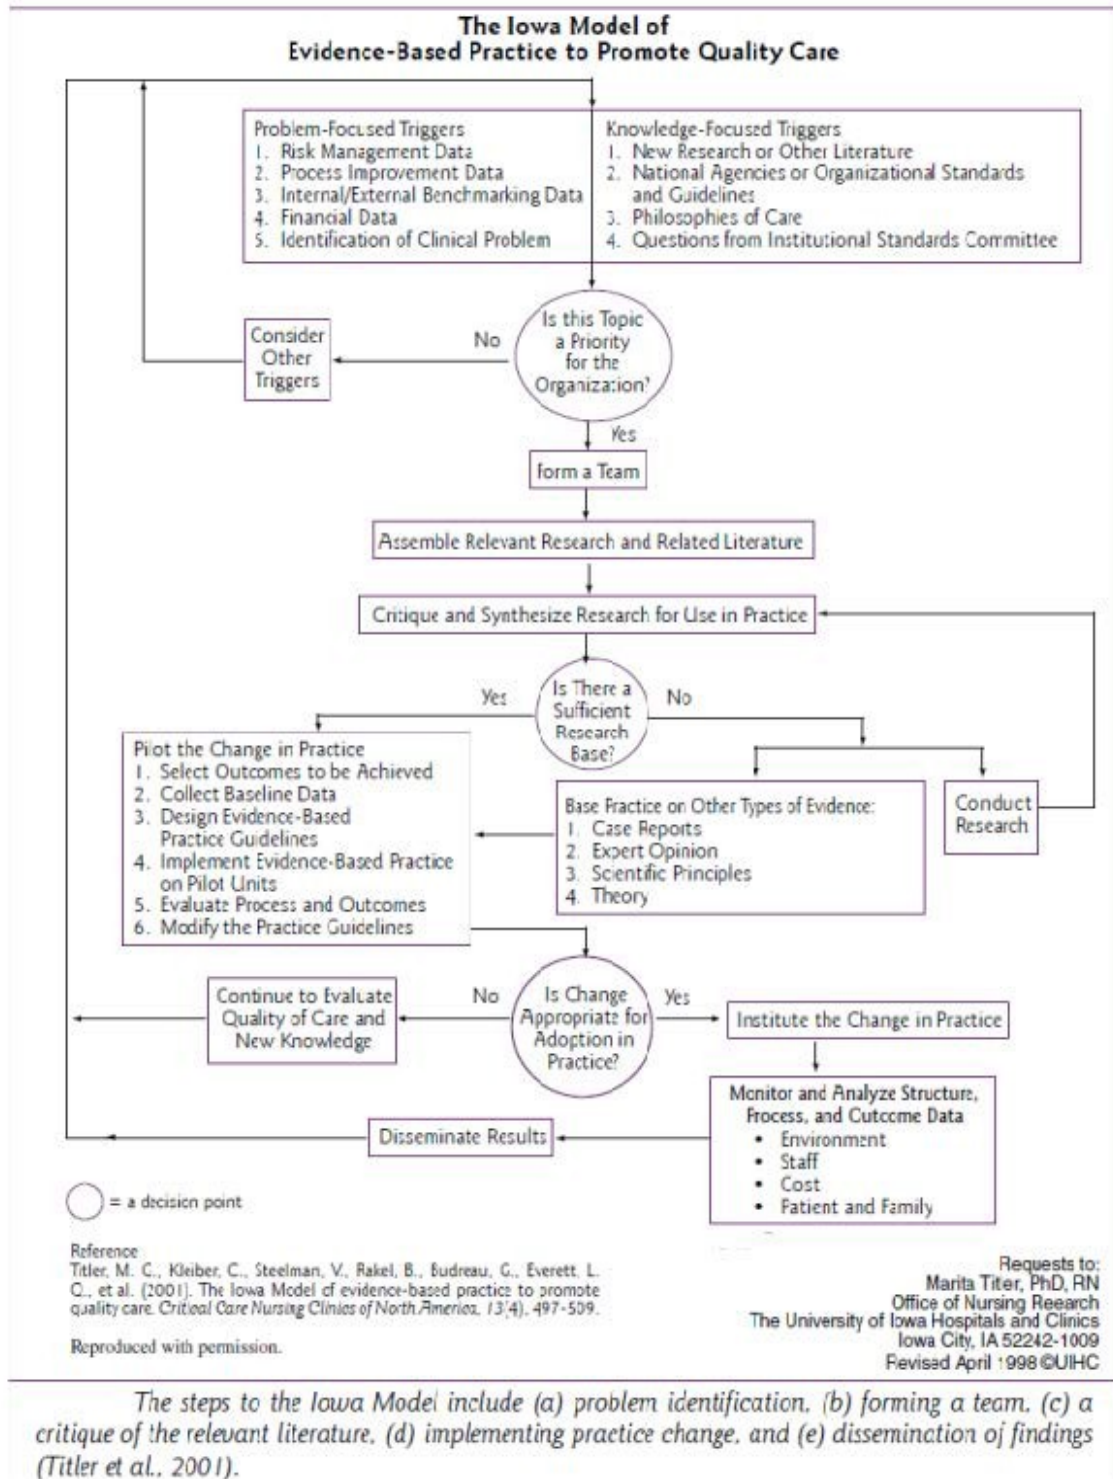 The Iowa Model of
Evidence-Based Practice to Promote Quality Care
Problem-Focused Triggers
1. Risk Management Data
2. Process Improvement Data
3. Internal/External Benchmarking Data
4. Financial Data
5. Identification of Clinical Problem
Knowledge-Focused Triggers
1. New Research or Other Literature
2. National Agencies or Organizational Standards
and Guidelines
3. Philosophies of Care
4. Questions from Institutional Standards Committee
Is this Topic
a Priority
for the
Organization?
No
Consider
Other
Triggers
Yes
Form a Team
Assemble Relevant Research and Related Literature
Critique and Synthesize Research for Use in Practice
Is There a
Sufficient
Research
Base?
Yes
No
Pilot the Change in Practice
1. Select Outcomes to be Achieved
2. Collect Baseline Data
3. Design Evidence-Based
Practice Guidelines
4. Implement Evidence-Based Practice
on Pilot Units
5. Evaluate Process and Outcomes
6. Modify the Practice Guidelines
Base Practice on Other Types of Evidence:
1. Case Reports
2. Expert Opinion
3. Scientific Principles
4. Theory
Conduct
Research
Is Change
Appropriate for
Adoption in
Practice?
No
Yes
Continue to Evaluate
Quality of Care and
New Knowledge
Institute the Change in Practice
Monitor and Analyze Structure,
Process, and Outcome Data
• Environment
• Staff
• Cost
• Patient and Family
Disseminate Results
= a decision point
Reference
Titler, M. G., Kleiber, C., Steelman, V., Rakel, B., Budreau, G., Everett, L.
Q., et al. (2001). The Iowa Model of evidence-based practice to promote
quality care. Critical Care Nursing Clinics of North America, 13(4), 497-509.
Reproduced with permission.
Requests to:
Marita Titler, PhD, RN
Office of Nursing Reearch
The University of Iowa Hospitals and Clinics
Iowa City, IA 52242-1009
Revised April 1998 ©UIHC
The steps to the Iowa Model include (a) problem identification, (b) forming a team, (c) a
critique of the relevant literature, (d) implementing practice change, and (e) dissemination of findings
(Titler et al., 2001).